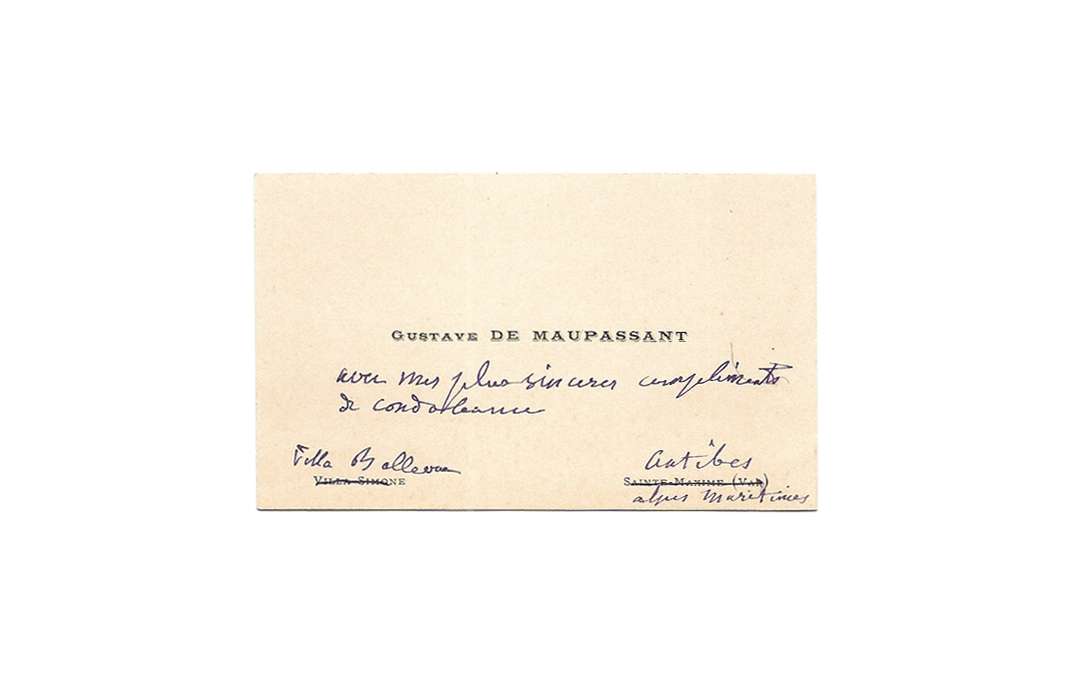 GUSTAVE DE MAUPASSANT
avec mes plus sincères compliments
de condoléance
Villa Bellevue
VILLA SIMONE
Antibes
SAINTE-MAXIME (VAR)
alpes maritimes